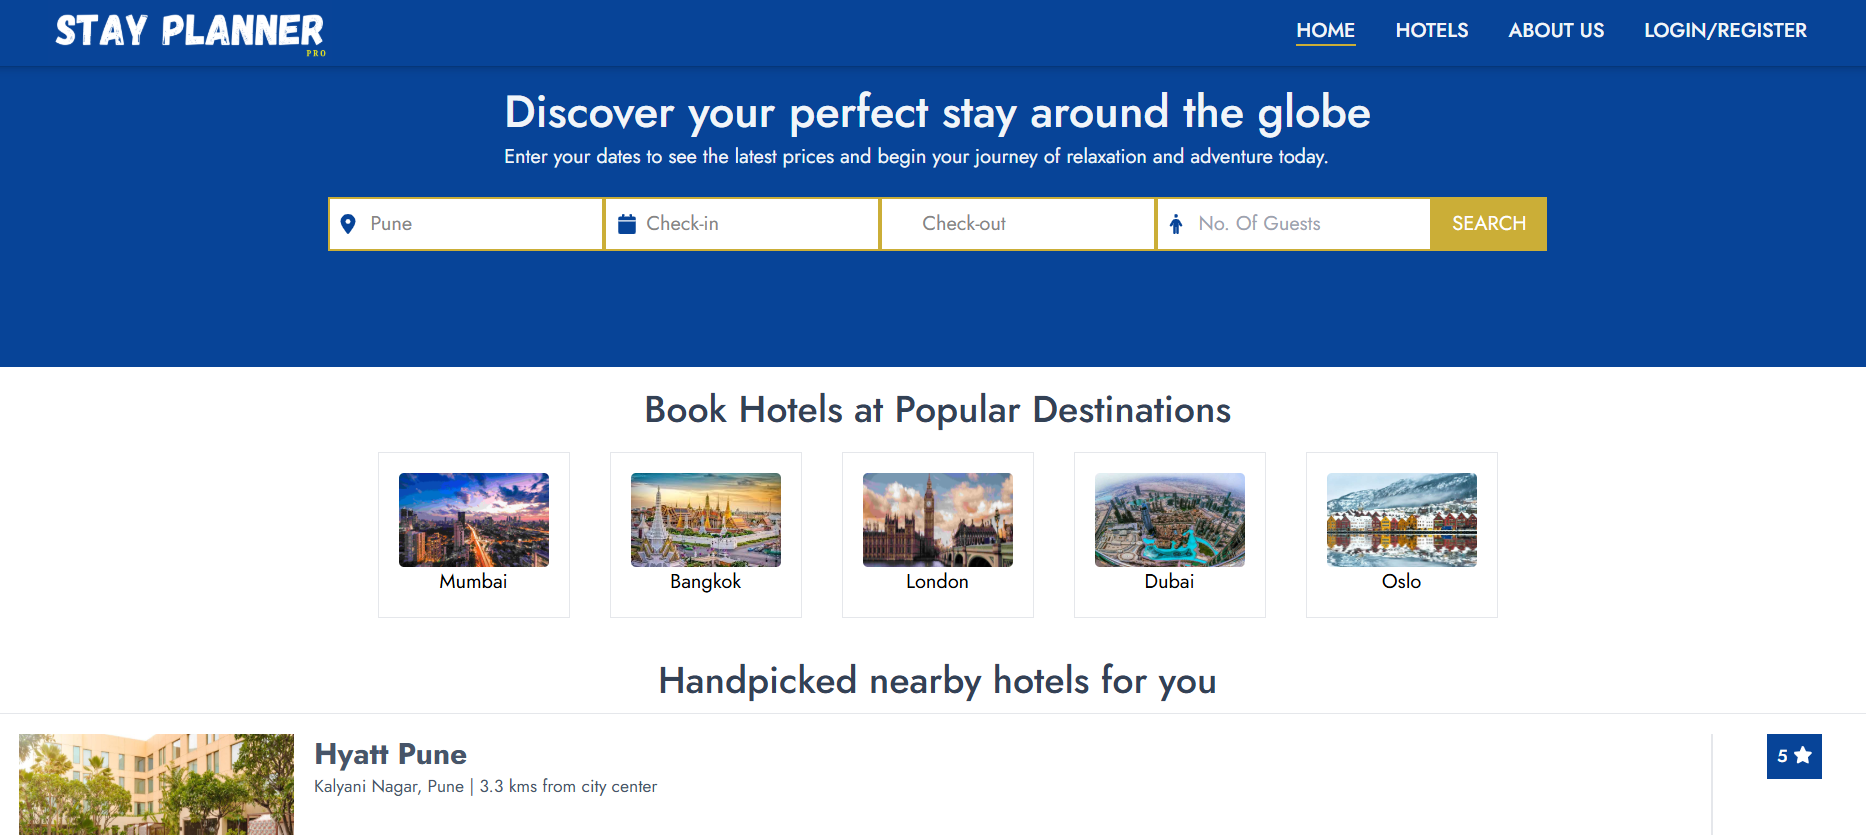 STAY PLANNER
PRO
HOME
HOTELS
ABOUT US
LOGIN/REGISTER
Discover your perfect stay around the globe
Enter your dates to see the latest prices and begin your journey of relaxation and adventure today.
Pune
Check-in
Check-out
No. Of Guests
SEARCH
Book Hotels at Popular Destinations
Mumbai
Bangkok
London
Dubai
Oslo
Handpicked nearby hotels for you
Hyatt Pune
5
Kalyani Nagar, Pune | 3.3 kms from city center